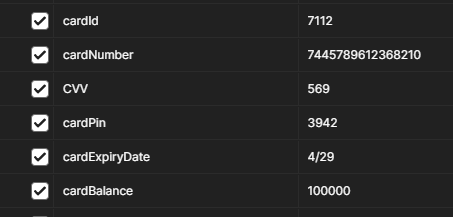 cardId 7112
cardNumber 7445789612368210
CVV 569
cardPin 3942
cardExpiryDate 4/29
cardBalance 100000